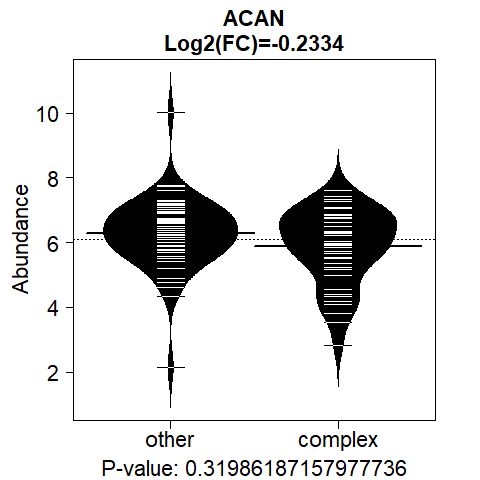 ACAN
Log2(FC)=-0.2334
Abundance
10
8
6
4
2
other complex
P-value: 0.31986187157977736